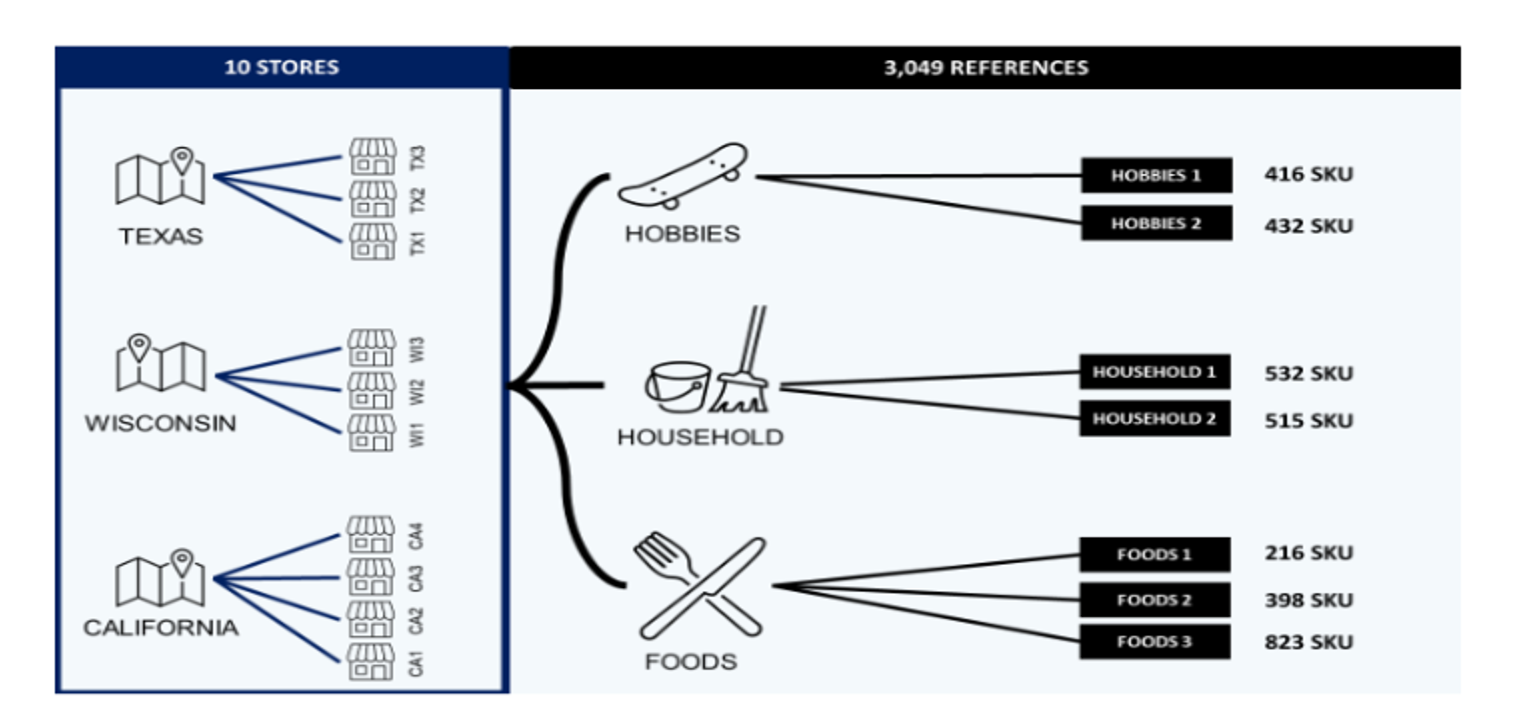 10 STORES
3,049 REFERENCES
TX3
TX2
TX1
TEXAS
WI3
WI2
WI1
WISCONSIN
CA4
CA3
CA2
CA1
CALIFORNIA
HOBBIES
HOBBIES 1 416 SKU
HOBBIES 2 432 SKU
HOUSEHOLD
HOUSEHOLD 1 532 SKU
HOUSEHOLD 2 515 SKU
FOODS
FOODS 1 216 SKU
FOODS 2 398 SKU
FOODS 3 823 SKU